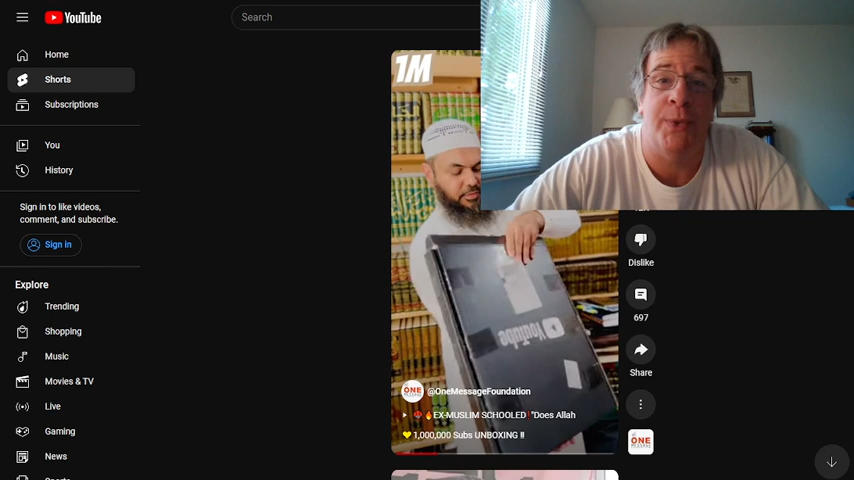 YouTube
Search
Home
Shorts
Subscriptions
You
History
Sign in to like videos,
comment, and subscribe.
Sign in
Explore
Trending
Shopping
Music
Movies & TV
Live
Gaming
News
1M
YouTube
ONE
@OneMessageFoundation
EX-MUSLIM SCHOOLED❗"Does Allah
💛 1,000,000 Subs UNBOXING ‼
Dislike
697
Share
ONE